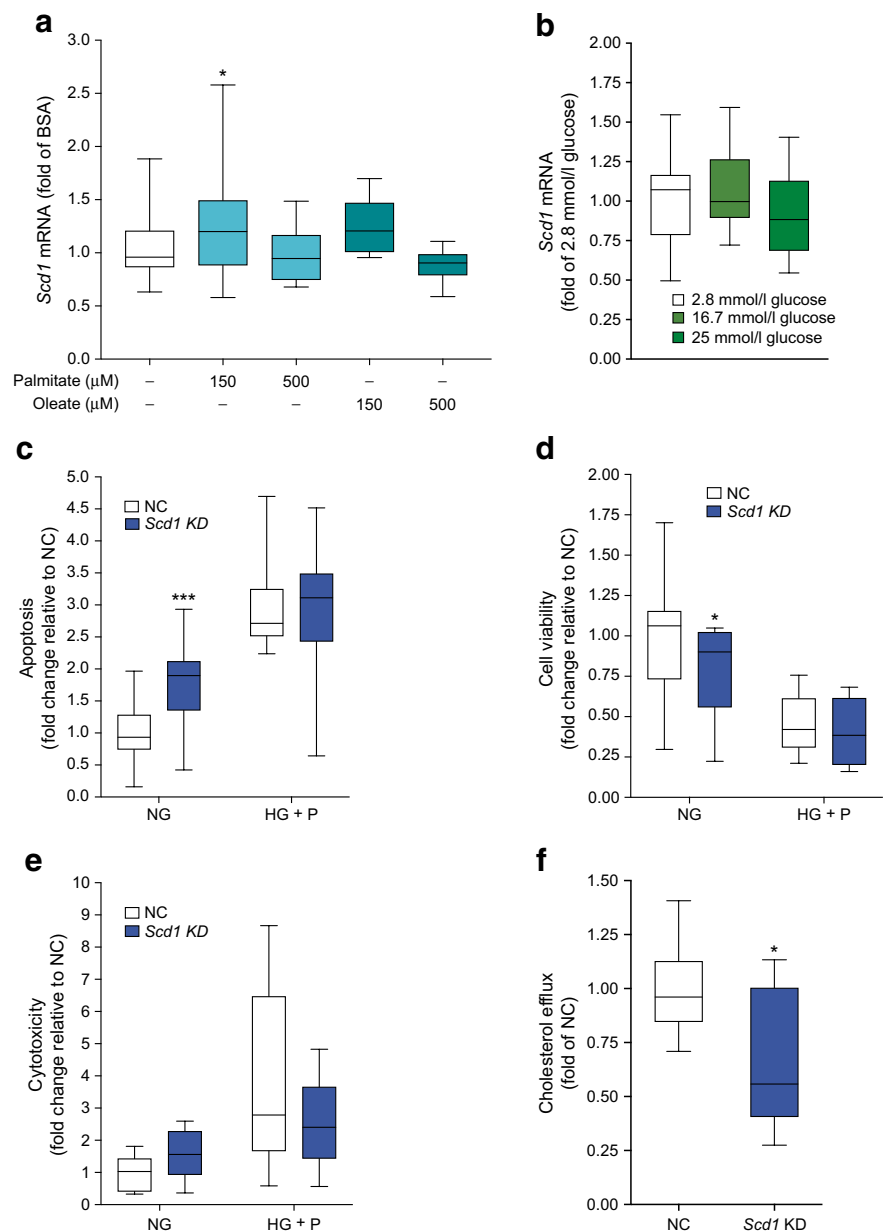 a
3.0
2.5
2.0
1.5
1.0
0.5
0.0
Scd1 mRNA (fold of BSA)
*
Palmitate (μM) – 150 500 – –
Oleate (μM) – – – 150 500
b
2.00
1.75
1.50
1.25
1.00
0.75
0.50
0.25
0.00
Scd1 mRNA
(fold of 2.8 mmol/l glucose)
2.8 mmol/l glucose
16.7 mmol/l glucose
25 mmol/l glucose
c
5.0
4.5
4.0
3.5
3.0
2.5
2.0
1.5
1.0
0.5
0.0
Apoptosis
(fold change relative to NC)
NC
Scd1 KD
***
NG HG + P
d
2.00
1.75
1.50
1.25
1.00
0.75
0.50
0.25
0.00
Cell viability
(fold change relative to NC)
NC
Scd1 KD
*
NG HG + P
e
10
9
8
7
6
5
4
3
2
1
0
Cytotoxicity
(fold change relative to NC)
NC
Scd1 KD
NG HG + P
f
1.50
1.25
1.00
0.75
0.50
0.25
0.00
Cholesterol efflux
(fold of NC)
*
NC Scd1 KD